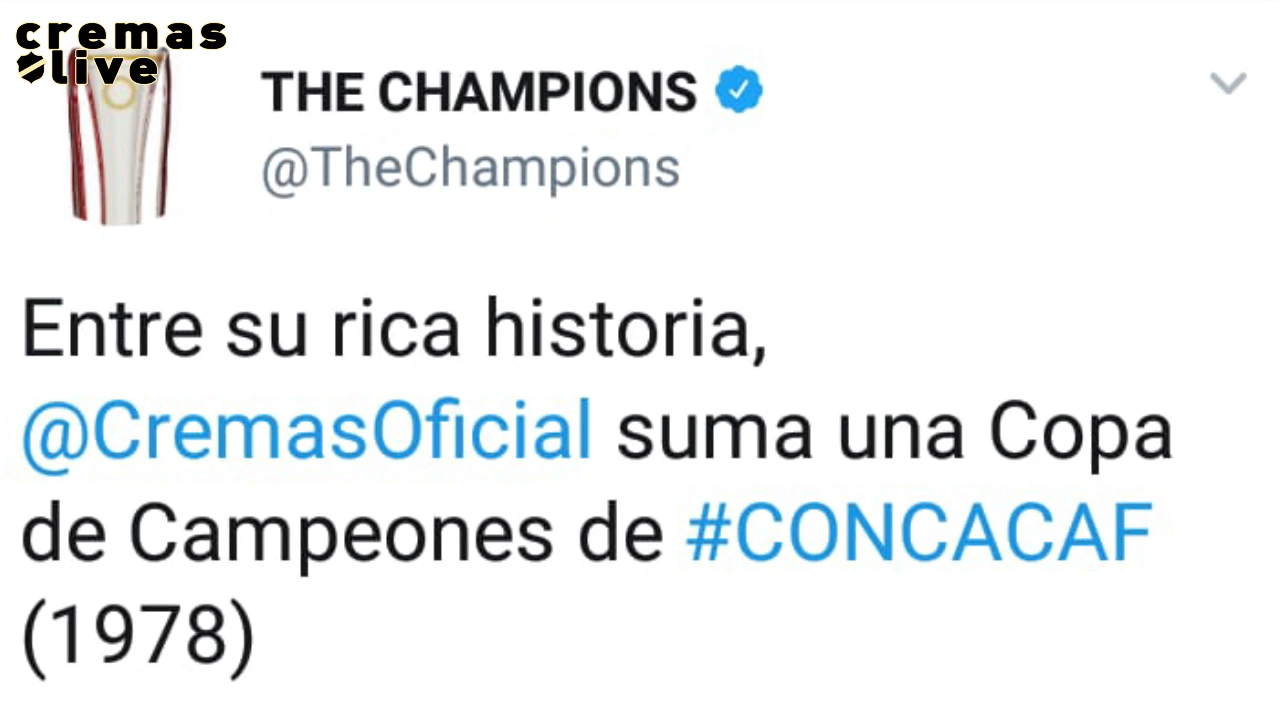 cremas
live
THE CHAMPIONS
@TheChampions
Entre su rica historia,
@CremasOficial suma una Copa
de Campeones de #CONCACAF
(1978)